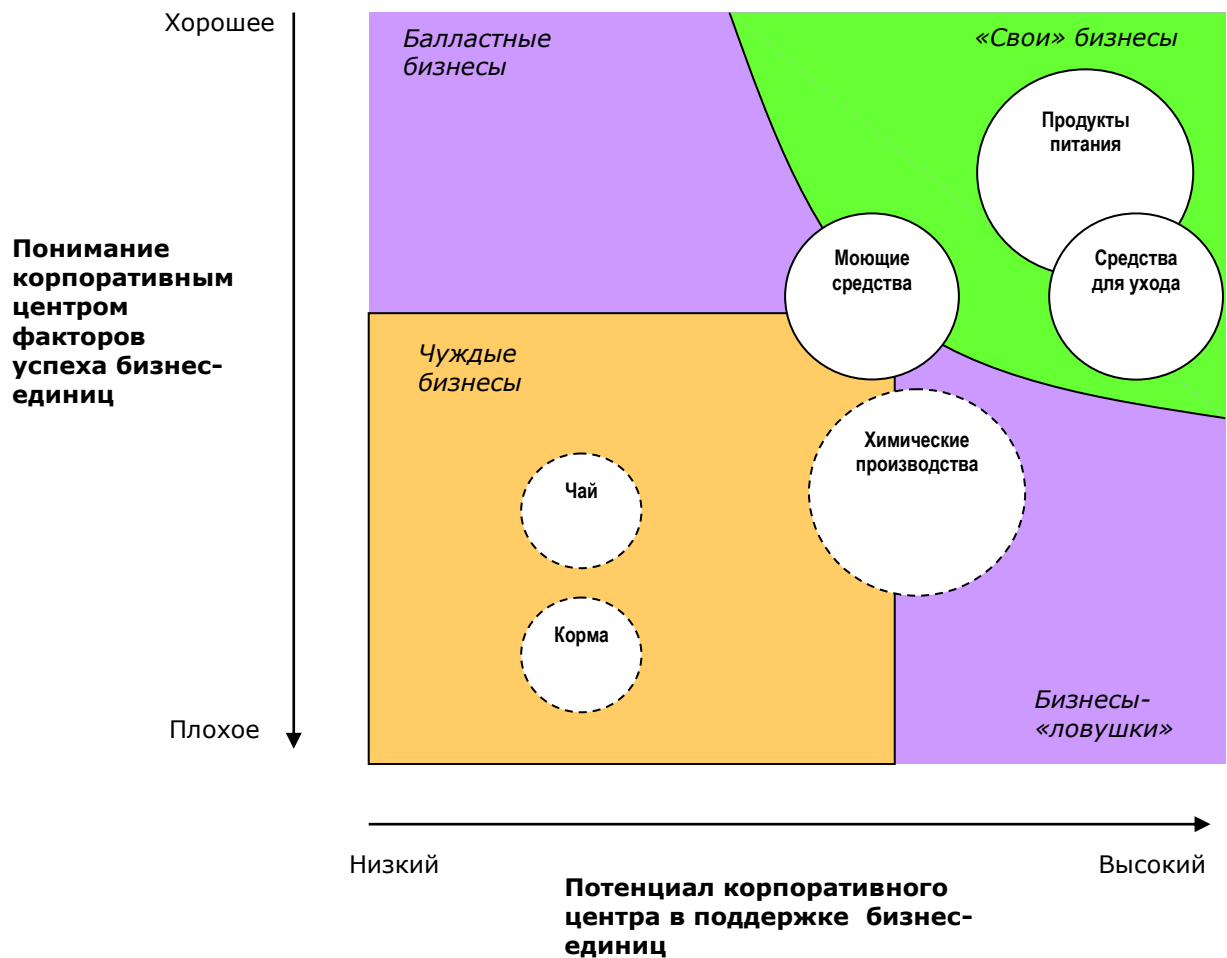 Хорошее
Балластные
бизнесы
«Свои» бизнесы
Продукты
питания
Понимание
корпоративным
центром
факторов
успеха бизнес-
единиц
Моющие
средства
Средства
для ухода
Чуждые
бизнесы
Химические
производства
Чай
Корма
Бизнесы-
«ловушки»
Плохое
Низкий
Высокий
Потенциал корпоративного
центра в поддержке бизнес-
единиц